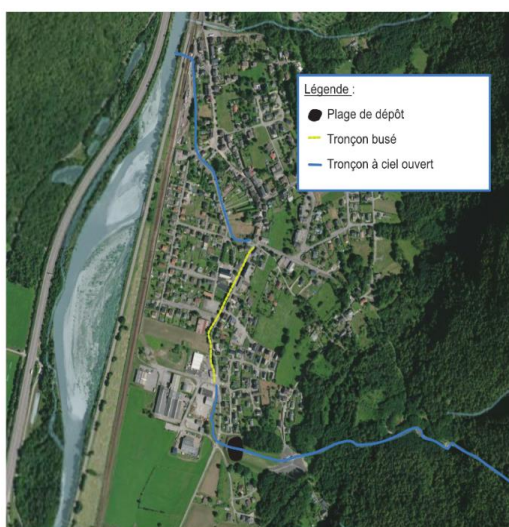 Légende :
Plage de dépôt
Tronçon busé
Tronçon à ciel ouvert